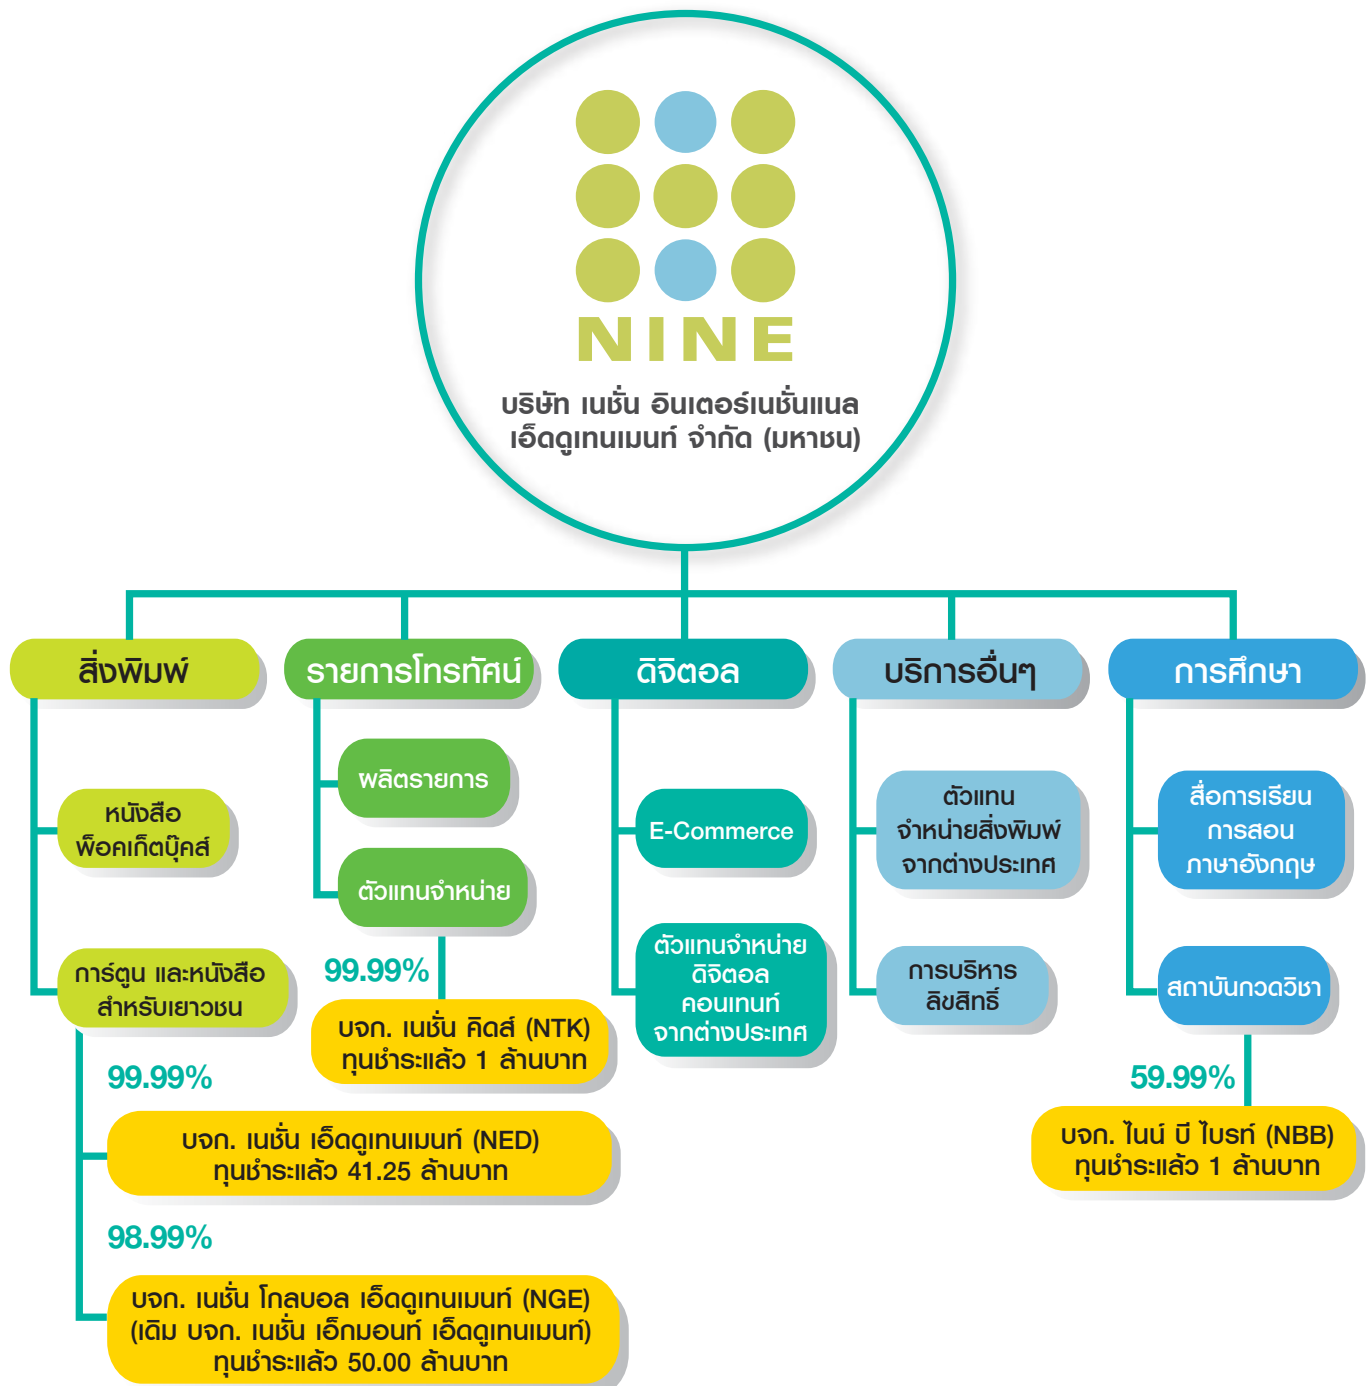 NINE
บริษัท เนชั่น อินเตอร์เนชั่นแนล
เอ็ดดูเทนเมนท์ จำกัด (มหาชน)
สิ่งพิมพ์
หนังสือ
พ็อคเก็ตบุ๊คส์
การ์ตูน และหนังสือ
สำหรับเยาวชน
99.99%
บจก. เนชั่น เอ็ดดูเทนเมนท์ (NED)
ทุนชำระแล้ว 41.25 ล้านบาท
98.99%
บจก. เนชั่น โกลบอล เอ็ดดูเทนเมนท์ (NGE)
(เดิม บจก. เนชั่น เอ็กมอนท์ เอ็ดดูเทนเมนท์)
ทุนชำระแล้ว 50.00 ล้านบาท
รายการโทรทัศน์
ผลิตรายการ
ตัวแทนจำหน่าย
99.99%
บจก. เนชั่น คิดส์ (NTK)
ทุนชำระแล้ว 1 ล้านบาท
ดิจิตอล
E-Commerce
ตัวแทนจำหน่าย
ดิจิตอล
คอนเทนท์
จากต่างประเทศ
บริการอื่นๆ
ตัวแทน
จำหน่ายสิ่งพิมพ์
จากต่างประเทศ
การบริหาร
ลิขสิทธิ์
การศึกษา
สื่อการเรียน
การสอน
ภาษาอังกฤษ
สถาบันกวดวิชา
59.99%
บจก. ไนน์ บี ไบรท์ (NBB)
ทุนชำระแล้ว 1 ล้านบาท